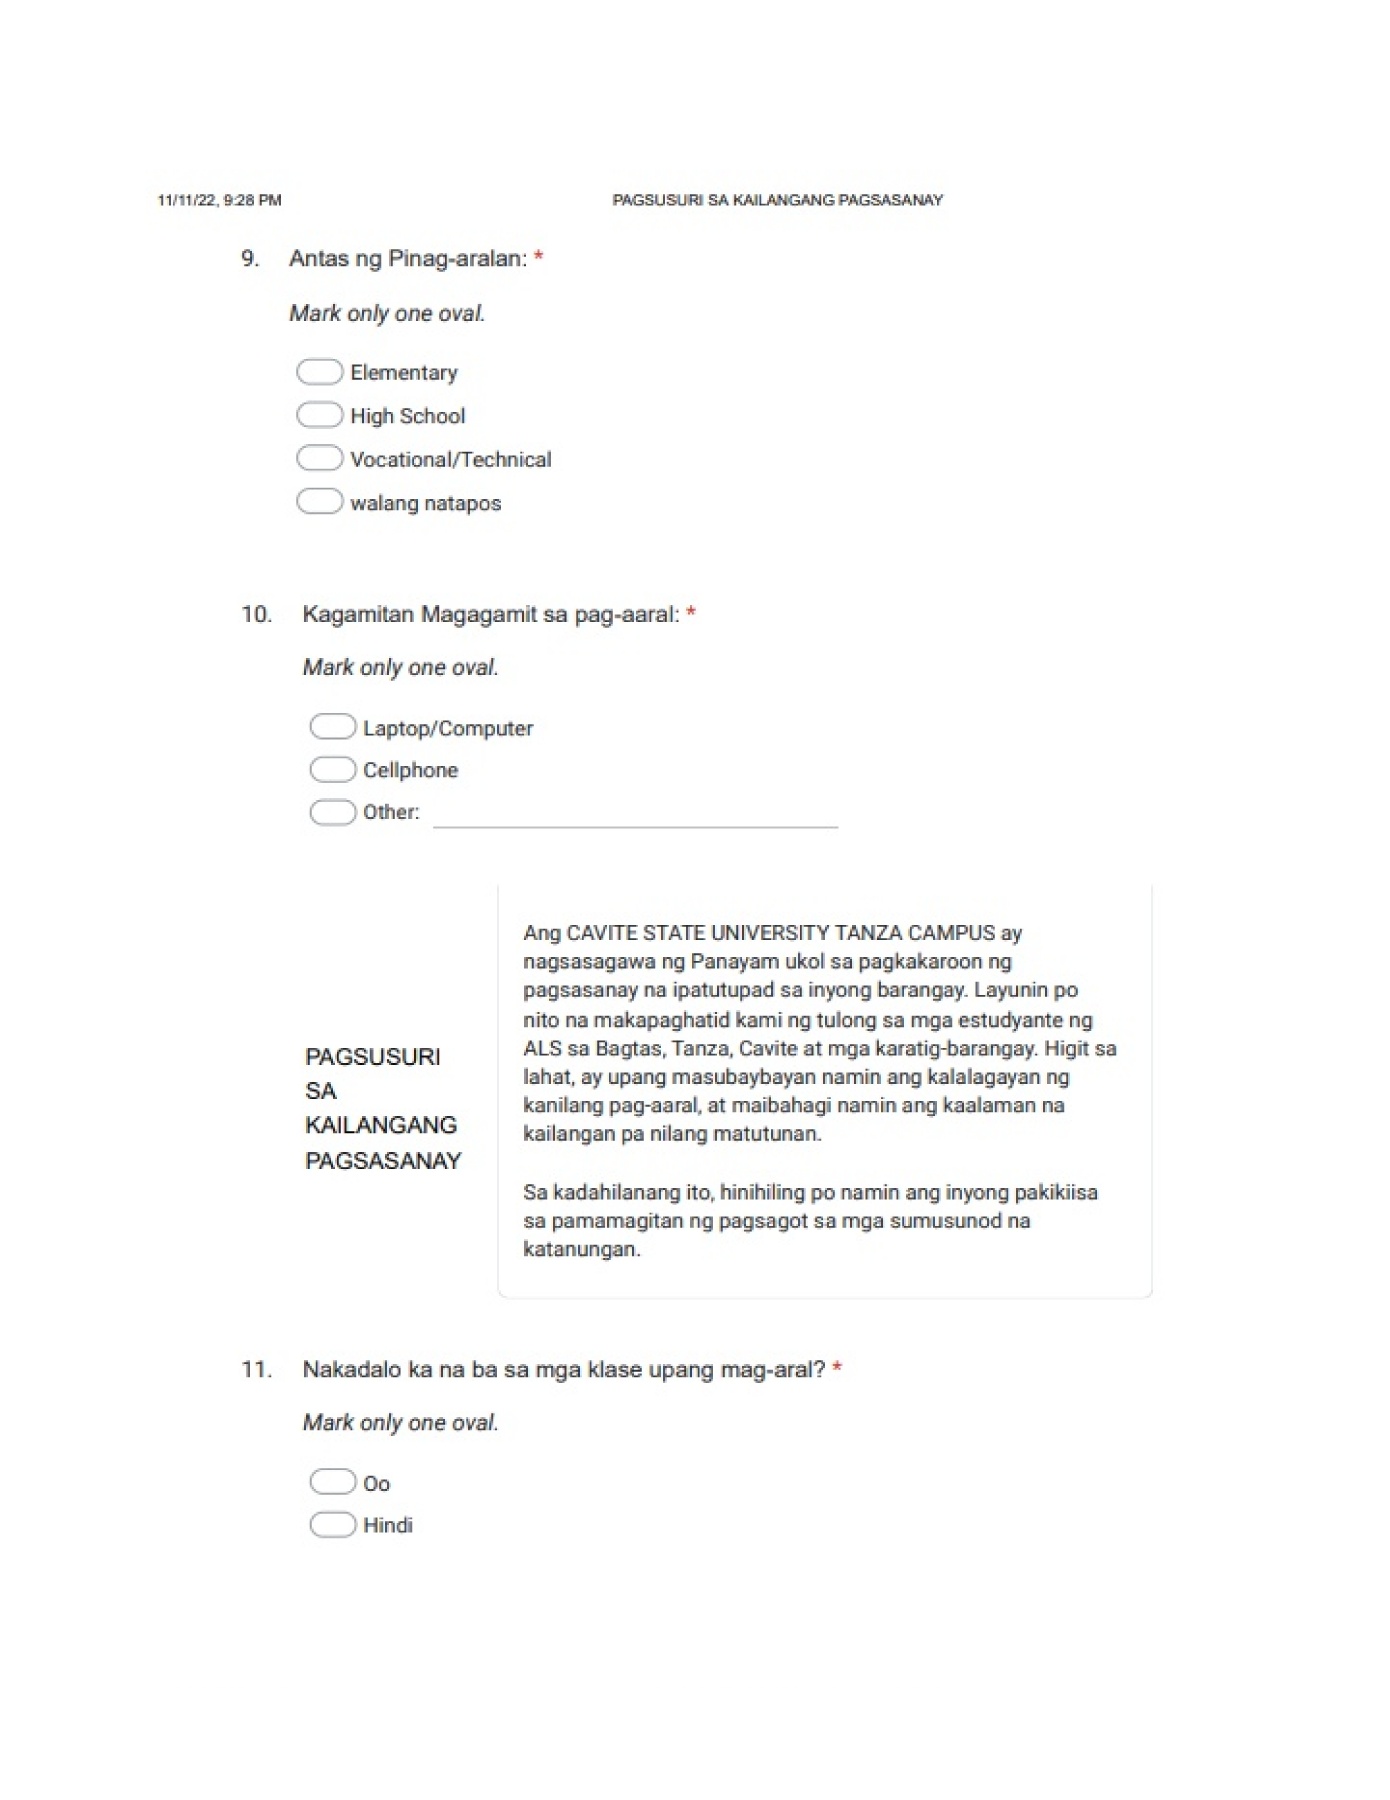 11/11/22, 9:28 PM PAGSUSURI SA KAILANGANG PAGSASANAY
9. Antas ng Pinag-aralan: *
Mark only one oval.
Elementary
High School
Vocational/Technical
walang natapos
10. Kagamitan Magagamit sa pag-aaral: *
Mark only one oval.
Laptop/Computer
Cellphone
Other:
PAGSUSURI
SA
KAILANGANG
PAGSASANAY
Ang CAVITE STATE UNIVERSITY TANZA CAMPUS ay
nagsasagawa ng Panayam ukol sa pagkakaroon ng
pagsasanay na ipatutupad sa inyong barangay. Layunin po
nito na makapaghatid kami ng tulong sa mga estudyante ng
ALS sa Bagtas, Tanza, Cavite at mga karatig-barangay. Higit sa
lahat, ay upang masubaybayan namin ang kalalagayan ng
kanilang pag-aaral, at maibahagi namin ang kaalaman na
kailangan pa nilang matutunan.
Sa kadahilanang ito, hinihiling po namin ang inyong pakikiisa
sa pamamagitan ng pagsagot sa mga sumusunod na
katanungan.
11. Nakadalo ka na ba sa mga klase upang mag-aral? *
Mark only one oval.
Oo
Hindi